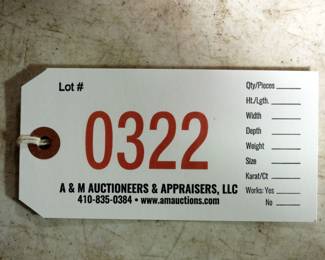 Lot #
0322
A & M AUCTIONEERS & APPRAISERS, LLC
410-835-0384 • www.amauctions.com
Qty/Pieces
Ht./Lgth.
Width
Depth
Weight
Size
Karat/Ct
Works: Yes
No